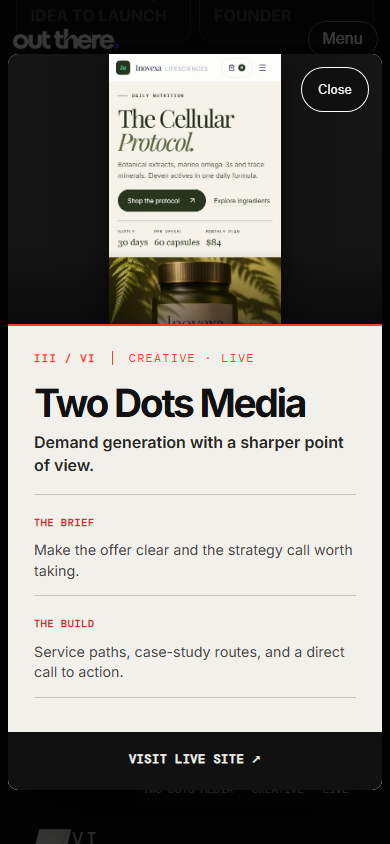 IDEA TO LAUNCH
FOUNDER
out there.
Menu
Inovexa LIFESCIENCES
Close
DAILY NUTRITION
The Cellular
Protocol.
Botanical extracts, marine omega-3s and trace
minerals. Eleven actives in one daily formula.
Shop the protocol ↗
Explore ingredients
SUPPLY
PER VESSEL
MONTHLY PLAN
30 days
60 capsules
$84
Inovexa
III / VI | CREATIVE · LIVE
Two Dots Media
Demand generation with a sharper point
of view.
THE BRIEF
Make the offer clear and the strategy call worth
taking.
THE BUILD
Service paths, case-study routes, and a direct
call to action.
VISIT LIVE SITE ↗
TWO DOTS MEDIA CREATIVE LIVE
VI